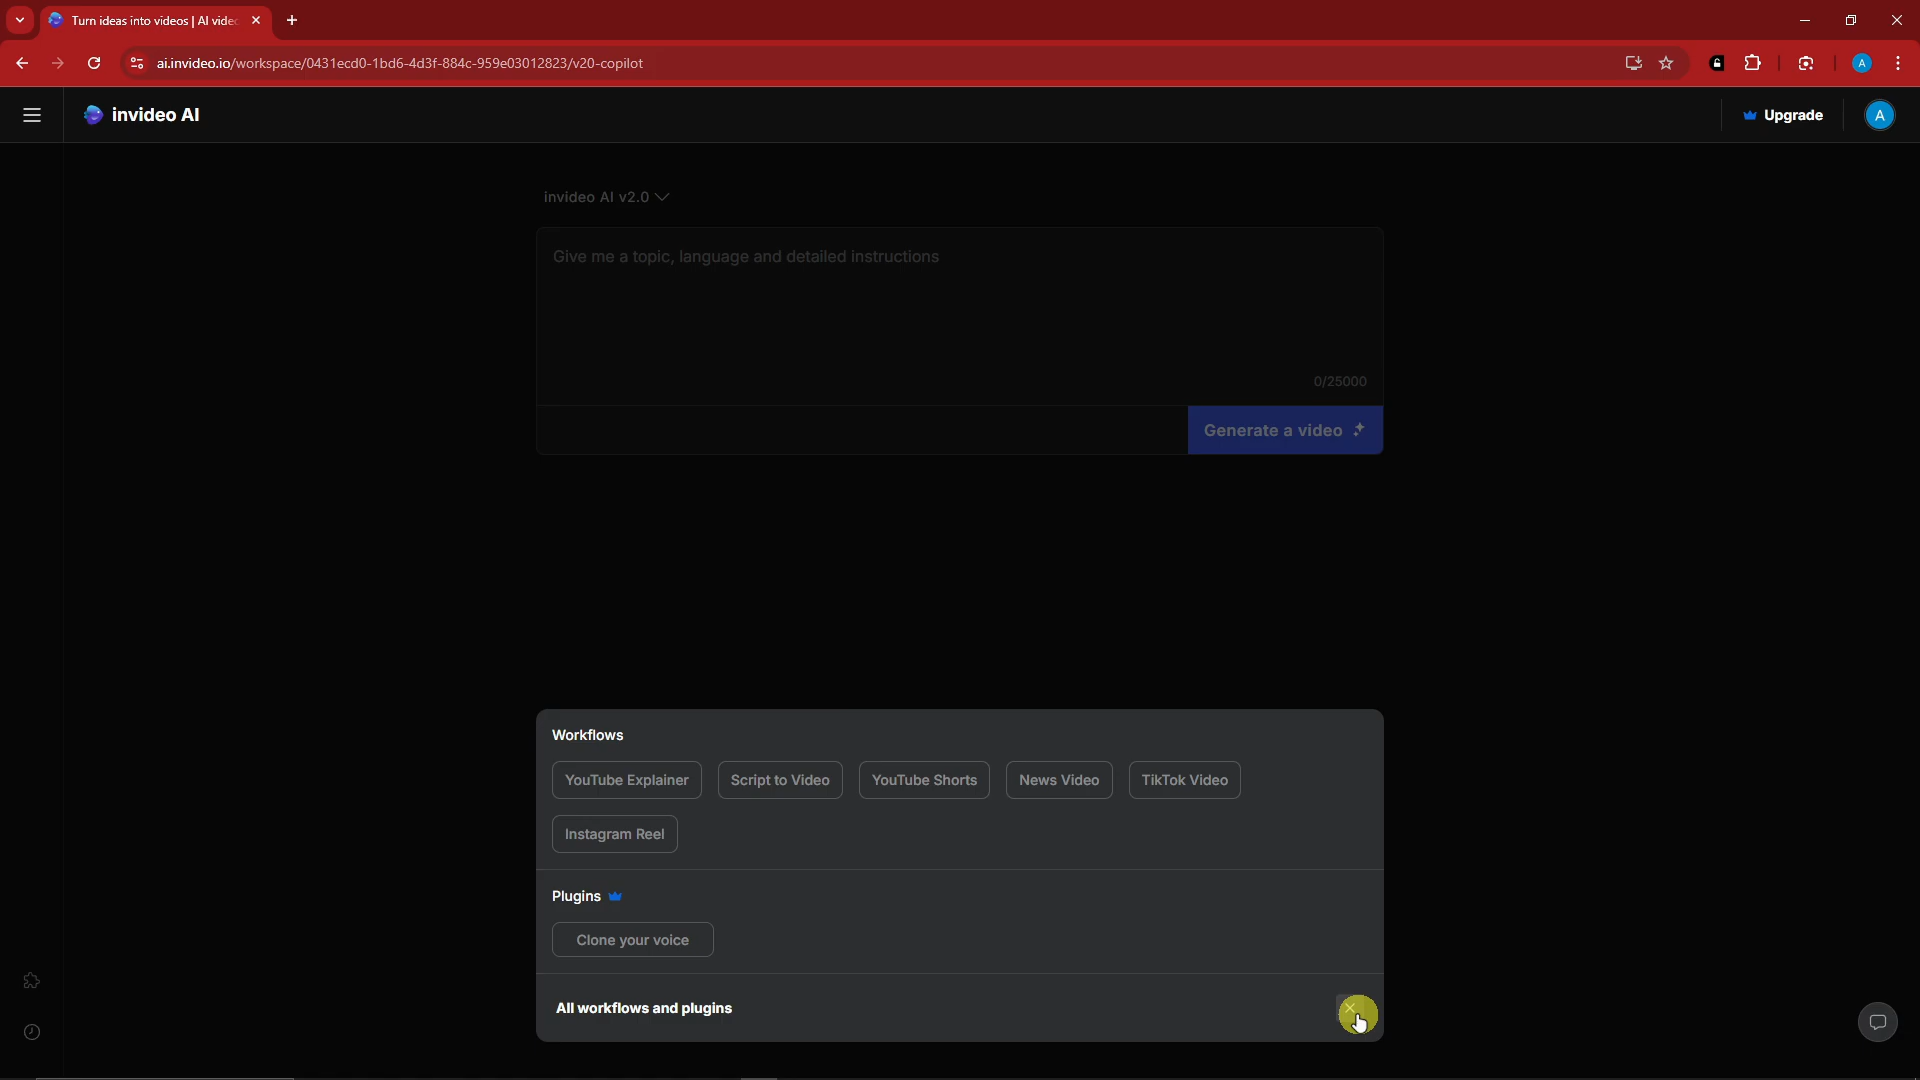 Turn ideas into videos | AI videc
ai.invideo.io/workspace/0431ecd0-1bd6-4d3f-884c-959e03012823/v20-copilot
A
invideo AI
Upgrade
A
invideo AI v2.0
Give me a topic, language and detailed instructions
0/25000
Generate a video
Workflows
YouTube Explainer
Script to Video
YouTube Shorts
News Video
TikTok Video
Instagram Reel
Plugins
Clone your voice
All workflows and plugins